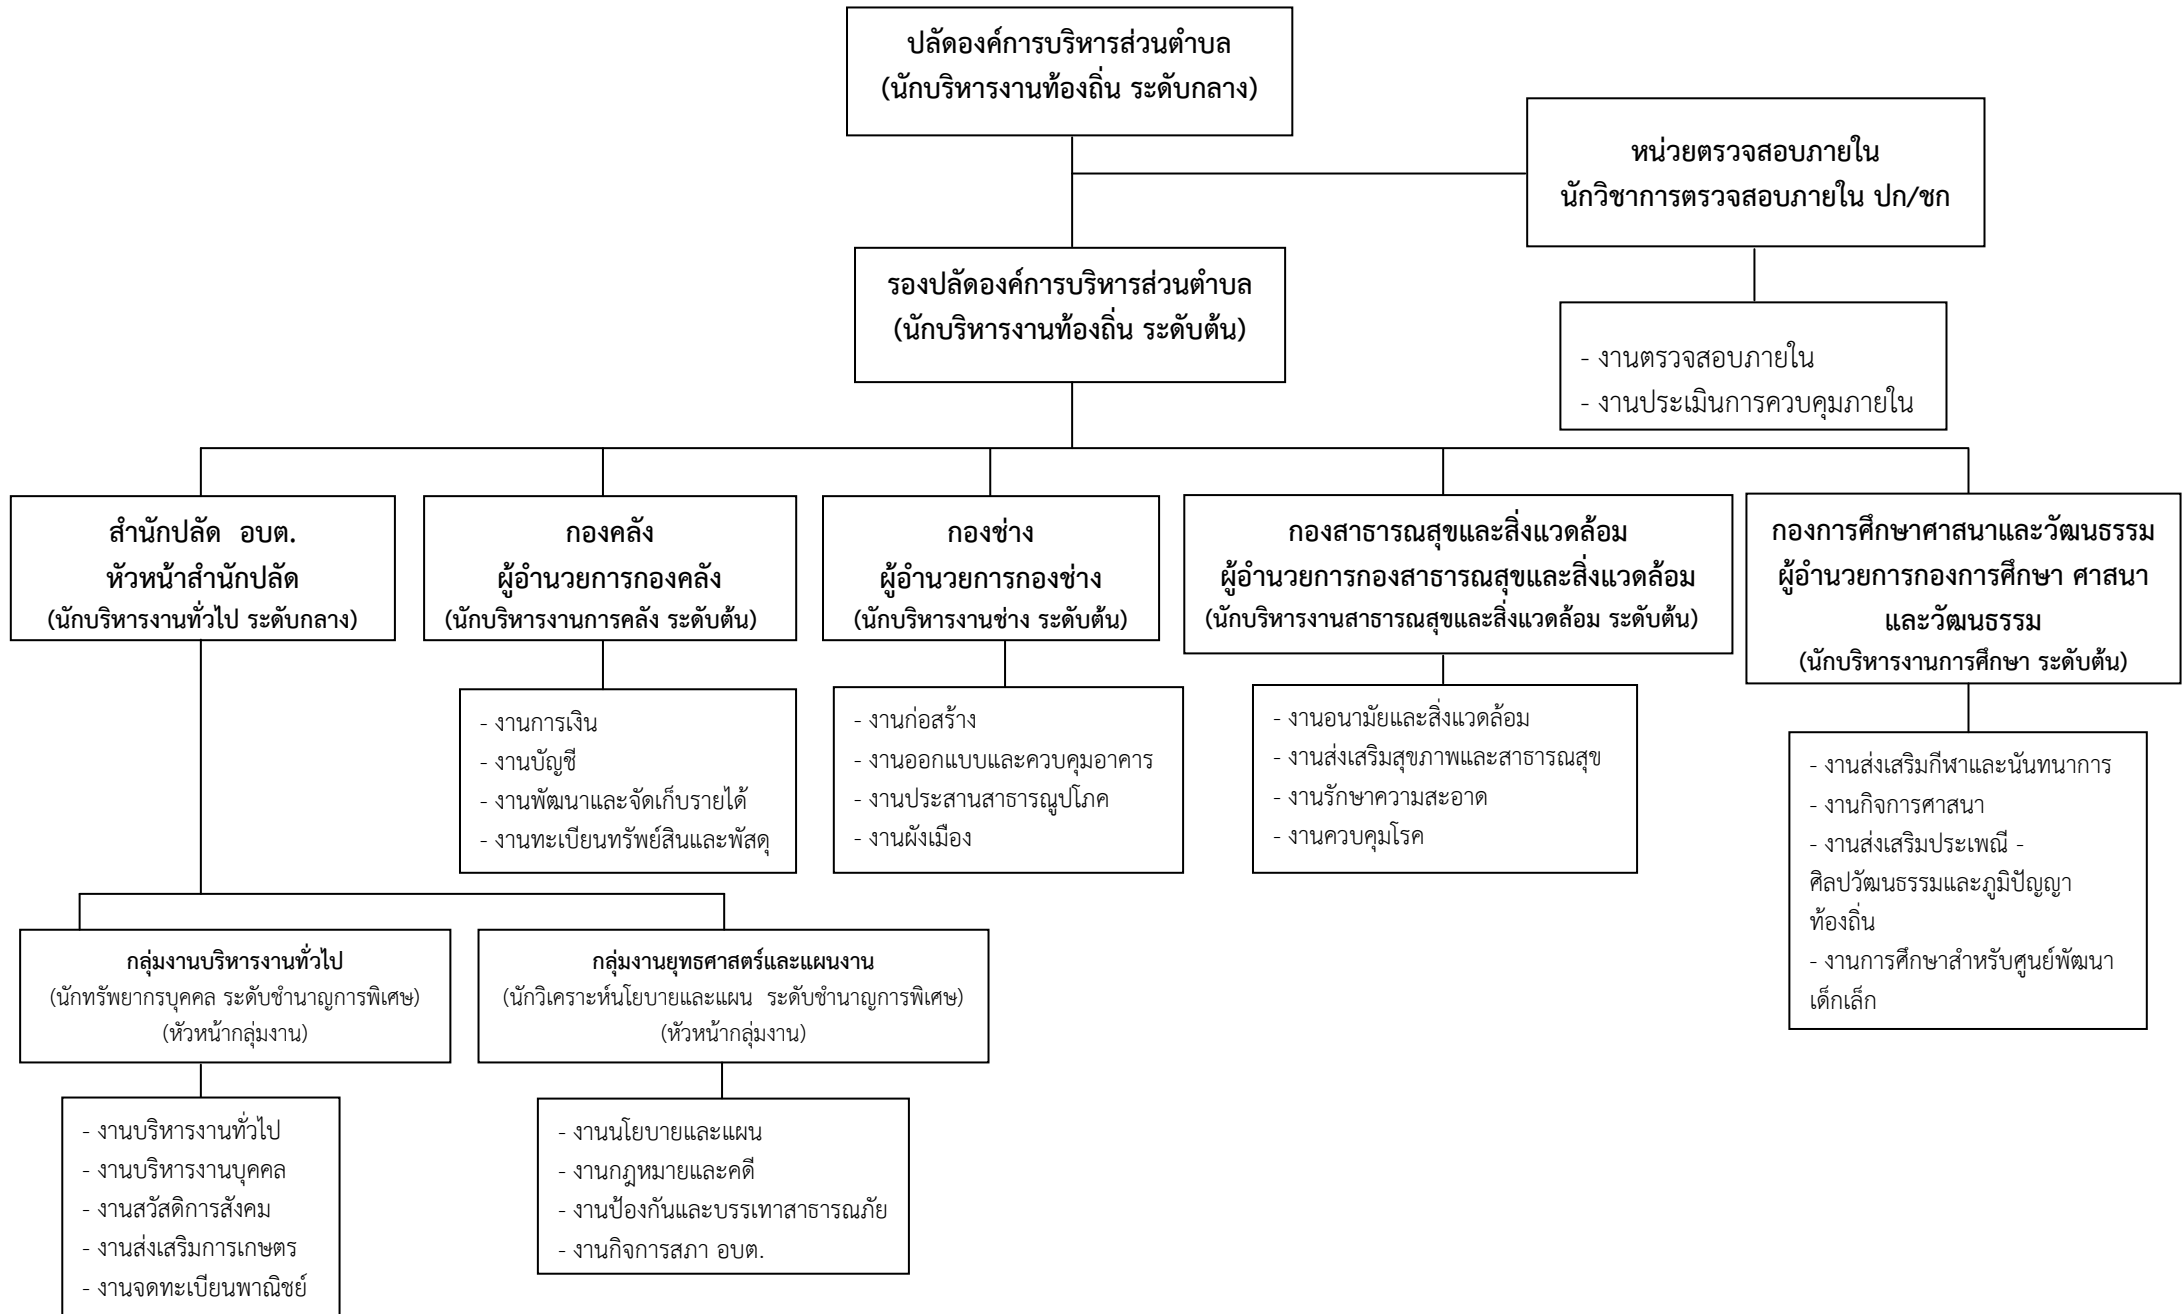 ปลัดองค์การบริหารส่วนตำบล
(นักบริหารงานท้องถิ่น ระดับกลาง)
หน่วยตรวจสอบภายใน
นักวิชาการตรวจสอบภายใน ปก/ชก
รองปลัดองค์การบริหารส่วนตำบล
(นักบริหารงานท้องถิ่น ระดับต้น)
- งานตรวจสอบภายใน
- งานประเมินการควบคุมภายใน
สำนักปลัด อบต.
หัวหน้าสำนักปลัด
(นักบริหารงานทั่วไป ระดับกลาง)
กองคลัง
ผู้อำนวยการกองคลัง
(นักบริหารงานการคลัง ระดับต้น)
กองช่าง
ผู้อำนวยการกองช่าง
(นักบริหารงานช่าง ระดับต้น)
กองสาธารณสุขและสิ่งแวดล้อม
ผู้อำนวยการกองสาธารณสุขและสิ่งแวดล้อม
(นักบริหารงานสาธารณสุขและสิ่งแวดล้อม ระดับต้น)
กองการศึกษาศาสนาและวัฒนธรรม
ผู้อำนวยการกองการศึกษา ศาสนา
และวัฒนธรรม
(นักบริหารงานการศึกษา ระดับต้น)
- งานการเงิน
- งานบัญชี
- งานพัฒนาและจัดเก็บรายได้
- งานทะเบียนทรัพย์สินและพัสดุ
- งานก่อสร้าง
- งานออกแบบและควบคุมอาคาร
- งานประสานสาธารณูปโภค
- งานผังเมือง
- งานอนามัยและสิ่งแวดล้อม
- งานส่งเสริมสุขภาพและสาธารณสุข
- งานรักษาความสะอาด
- งานควบคุมโรค
- งานส่งเสริมกีฬาและนันทนาการ
- งานกิจการศาสนา
- งานส่งเสริมประเพณี -
ศิลปวัฒนธรรมและภูมิปัญญา
ท้องถิ่น
- งานการศึกษาสำหรับศูนย์พัฒนา
เด็กเล็ก
กลุ่มงานบริหารงานทั่วไป
(นักทรัพยากรบุคคล ระดับชำนาญการพิเศษ)
(หัวหน้ากลุ่มงาน)
กลุ่มงานยุทธศาสตร์และแผนงาน
(นักวิเคราะห์นโยบายและแผน ระดับชำนาญการพิเศษ)
(หัวหน้ากลุ่มงาน)
- งานบริหารงานทั่วไป
- งานบริหารงานบุคคล
- งานสวัสดิการสังคม
- งานส่งเสริมการเกษตร
- งานจดทะเบียนพาณิชย์
- งานนโยบายและแผน
- งานกฎหมายและคดี
- งานป้องกันและบรรเทาสาธารณภัย
- งานกิจการสภา อบต.